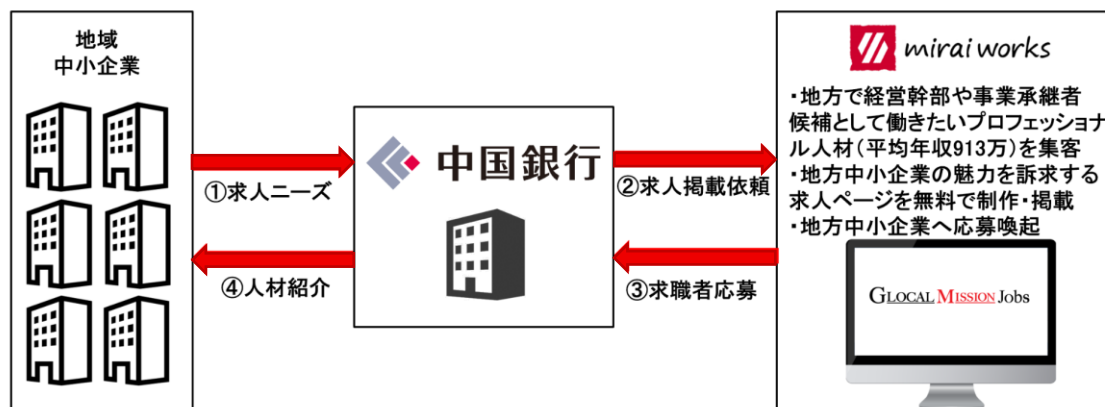 地域
中小企業
①求人ニーズ
④人材紹介
中国銀行
②求人掲載依頼
③求職者応募
mirai works
・地方で経営幹部や事業承継者
候補として働きたいプロフェッショナ
ル人材（平均年収913万）を集客
・地方中小企業の魅力を訴求する
求人ページを無料で制作・掲載
・地方中小企業へ応募喚起
GLOCAL MISSION Jobs